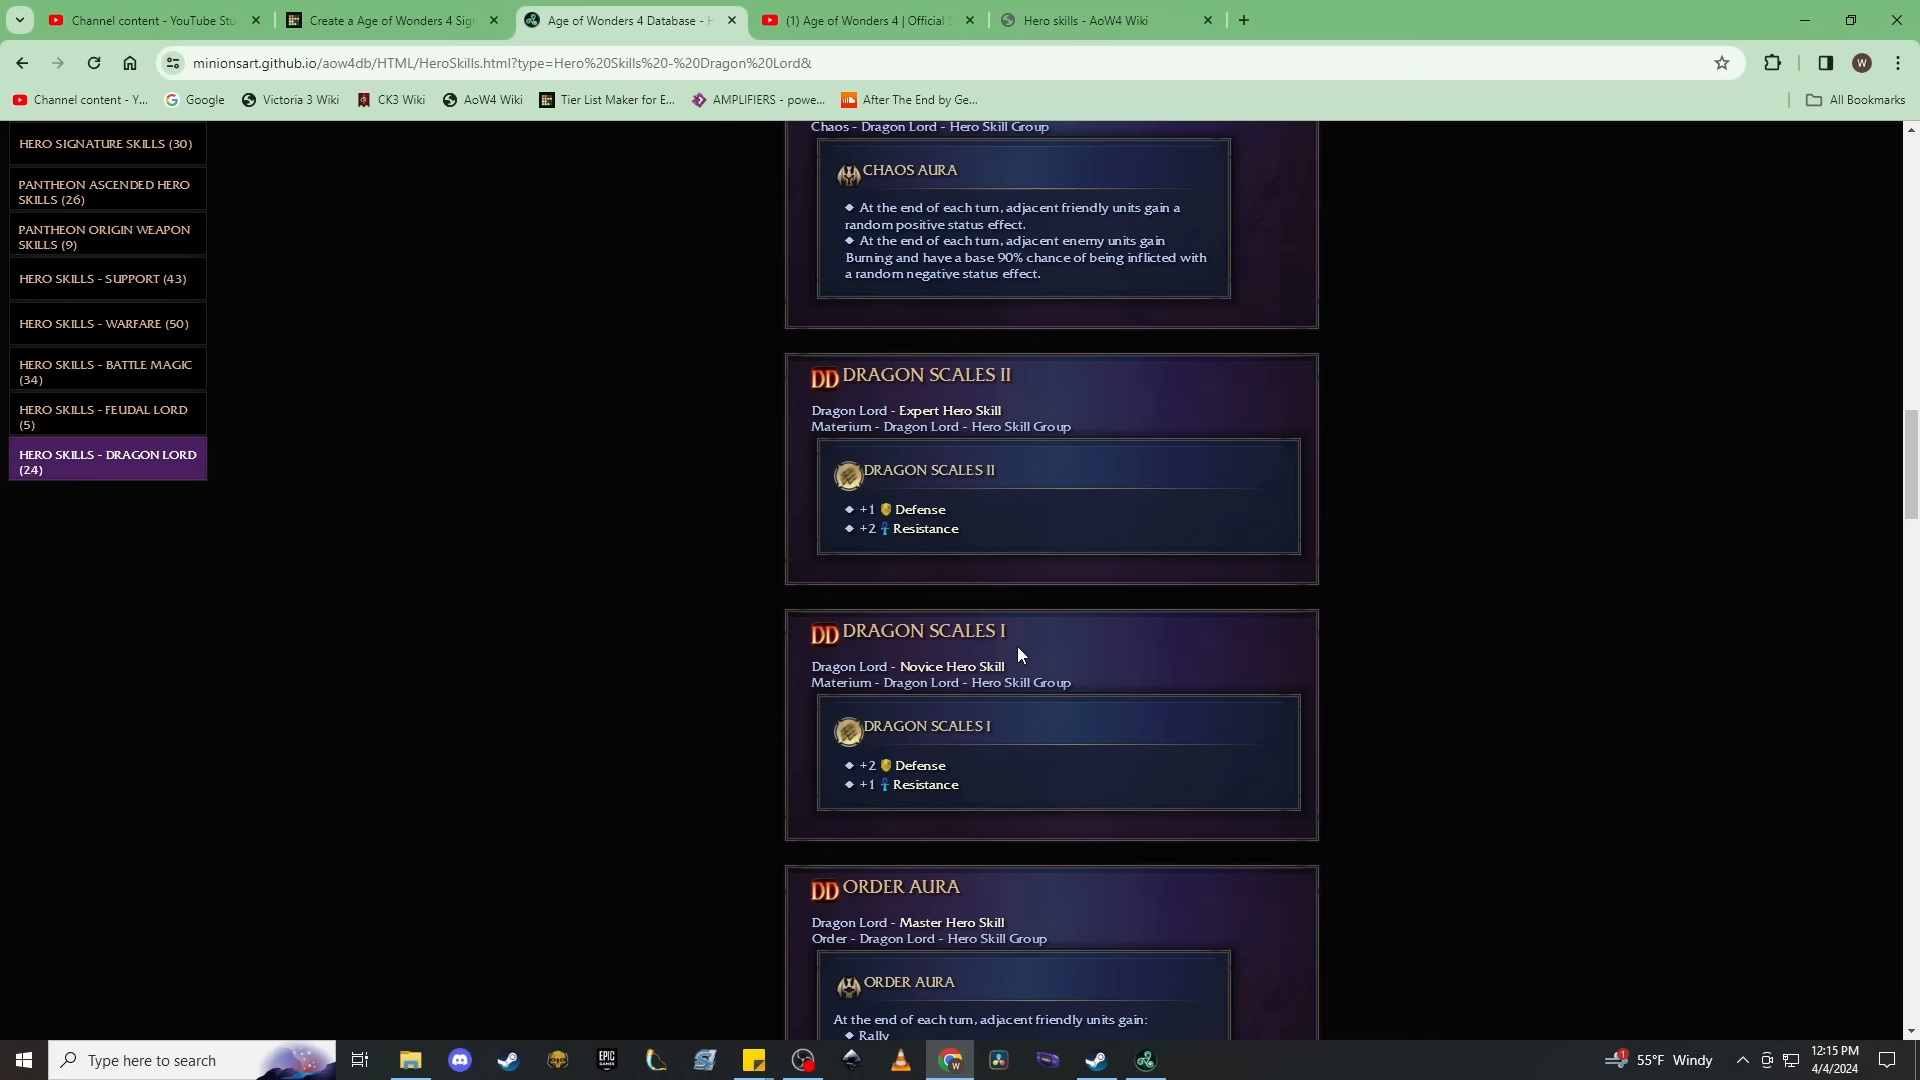 Channel content - YouTube Stu
Create a Age of Wonders 4 Sig
Age of Wonders 4 Database - H
(1) Age of Wonders 4 | Official S
Hero skills - AoW4 Wiki
minionsart.github.io/aow4db/HTML/HeroSkills.html?type=Hero%20Skills%20-%20Dragon%20Lord&
W
Channel content - Y...
Google
Victoria 3 Wiki
CK3 Wiki
AoW4 Wiki
Tier List Maker for E...
AMPLIFIERS - powe...
After The End by Ge...
All Bookmarks
HERO SIGNATURE SKILLS (30)
PANTHEON ASCENDED HERO
SKILLS (26)
PANTHEON ORIGIN WEAPON
SKILLS (9)
HERO SKILLS - SUPPORT (43)
HERO SKILLS - WARFARE (50)
HERO SKILLS - BATTLE MAGIC
(34)
HERO SKILLS - FEUDAL LORD
(5)
HERO SKILLS - DRAGON LORD
(24)
Chaos - Dragon Lord - Hero Skill Group
CHAOS AURA
◆ At the end of each turn, adjacent friendly units gain a
random positive status effect.
◆ At the end of each turn, adjacent enemy units gain
Burning and have a base 90% chance of being inflicted with
a random negative status effect.
DD DRAGON SCALES II
Dragon Lord - Expert Hero Skill
Materium - Dragon Lord - Hero Skill Group
DRAGON SCALES II
◆ +1 Defense
◆ +2 Resistance
DD DRAGON SCALES I
Dragon Lord - Novice Hero Skill
Materium - Dragon Lord - Hero Skill Group
DRAGON SCALES I
◆ +2 Defense
◆ +1 Resistance
DD ORDER AURA
Dragon Lord - Master Hero Skill
Order - Dragon Lord - Hero Skill Group
ORDER AURA
At the end of each turn, adjacent friendly units gain:
◆ Rally
Type here to search
EPIC GAMES
1
55°F Windy
12:15 PM
4/4/2024